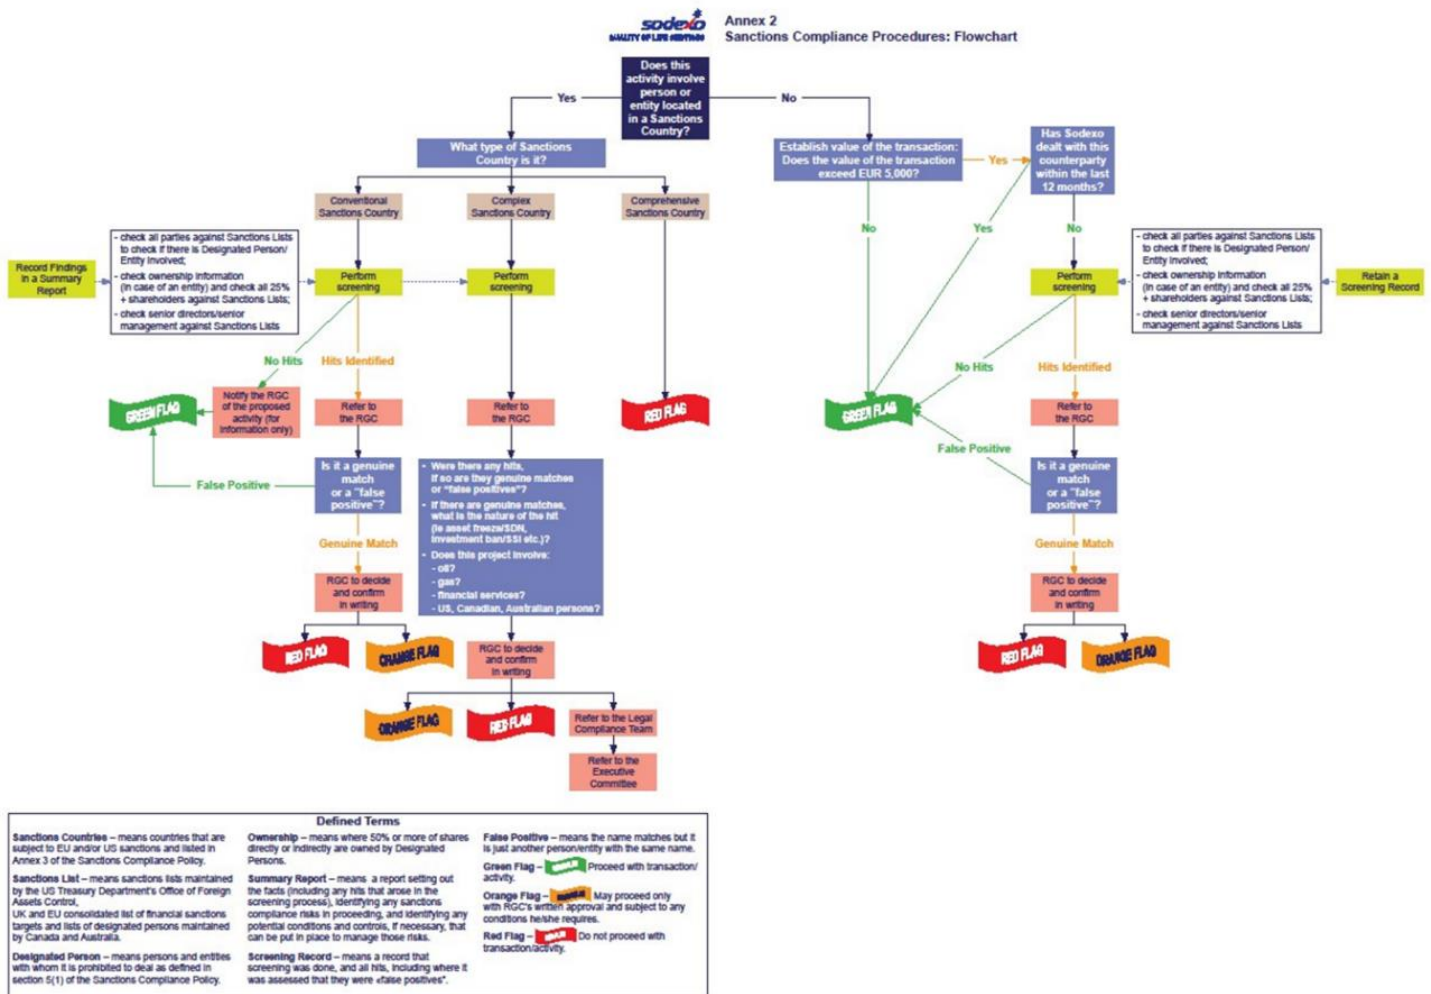 sodexo
QUALITY OF LIFE SERVICES
Annex 2
Sanctions Compliance Procedures: Flowchart
Does this
activity involve
person or
entity located
in a Sanctions
Country?
Yes
No
What type of Sanctions
Country is it?
Establish value of the transaction:
Does the value of the transaction
exceed EUR 5,000?
Yes
Has Sodexo
dealt with this
counterparty
within the last
12 months?
Conventional
Sanctions Country
Complex
Sanctions Country
Comprehensive
Sanctions Country
No
Yes
No
Record Findings
in a Summary
Report
- check all parties against Sanctions Lists
to check if there is Designated Person/
Entity Involved;
- check ownership information
(in case of an entity) and check all 25%
+ shareholders against Sanctions Lists;
- check senior directors/senior
management against Sanctions Lists
Perform
screening
Perform
screening
Perform
screening
- check all parties against Sanctions Lists
to check if there is Designated Person/
Entity Involved;
- check ownership information
(in case of an entity) and check all 25%
+ shareholders against Sanctions Lists;
- check senior directors/senior
management against Sanctions Lists
Retain a
Screening Record
No Hits
Hits Identified
No Hits
Hits Identified
GREEN FLAG
Notify the RGC
of the proposed
activity (for
information only)
Refer to
the RGC
Refer to
the RGC
RED FLAG
GREEN FLAG
Refer to
the RGC
False Positive
Is it a genuine
match
or a "false
positive"?
- Were there any hits,
if so are they genuine matches
or "false positives"?
- If there are genuine matches,
what is the nature of the hit
(ie asset freeze/SDN,
investment ban/SSI etc.)?
- Does this project involve:
- oil?
- gas?
- financial services?
- US, Canadian, Australian persons?
False Positive
Is it a genuine
match
or a "false
positive"?
Genuine Match
Genuine Match
RGC to decide
and confirm
in writing
RGC to decide
and confirm
in writing
RED FLAG
ORANGE FLAG
RGC to decide
and confirm
in writing
RED FLAG
ORANGE FLAG
ORANGE FLAG
RED FLAG
Refer to the Legal
Compliance Team
Refer to the
Executive
Committee
Defined Terms
Sanctions Countries – means countries that are
subject to EU and/or US sanctions and listed in
Annex 3 of the Sanctions Compliance Policy.
Sanctions List – means sanctions lists maintained
by the US Treasury Department's Office of Foreign
Assets Control,
UK and EU consolidated list of financial sanctions
targets and lists of designated persons maintained
by Canada and Australia.
Designated Person – means persons and entities
with whom it is prohibited to deal as defined in
section 5(1) of the Sanctions Compliance Policy.
Ownership – means where 50% or more of shares
directly or indirectly are owned by Designated
Persons.
Summary Report – means a report setting out
the facts (including any hits that arose in the
screening process), identifying any sanctions
compliance risks in proceeding, and identifying any
potential conditions and controls, if necessary, that
can be put in place to manage those risks.
Screening Record – means a record that
screening was done, and all hits, including where it
was assessed that they were «false positives".
False Positive – means the name matches but it
is just another person/entity with the same name.
Green Flag – Proceed with transaction/
activity.
Orange Flag – May proceed only
with RGC's written approval and subject to any
conditions he/she requires.
Red Flag – Do not proceed with
transaction/activity.